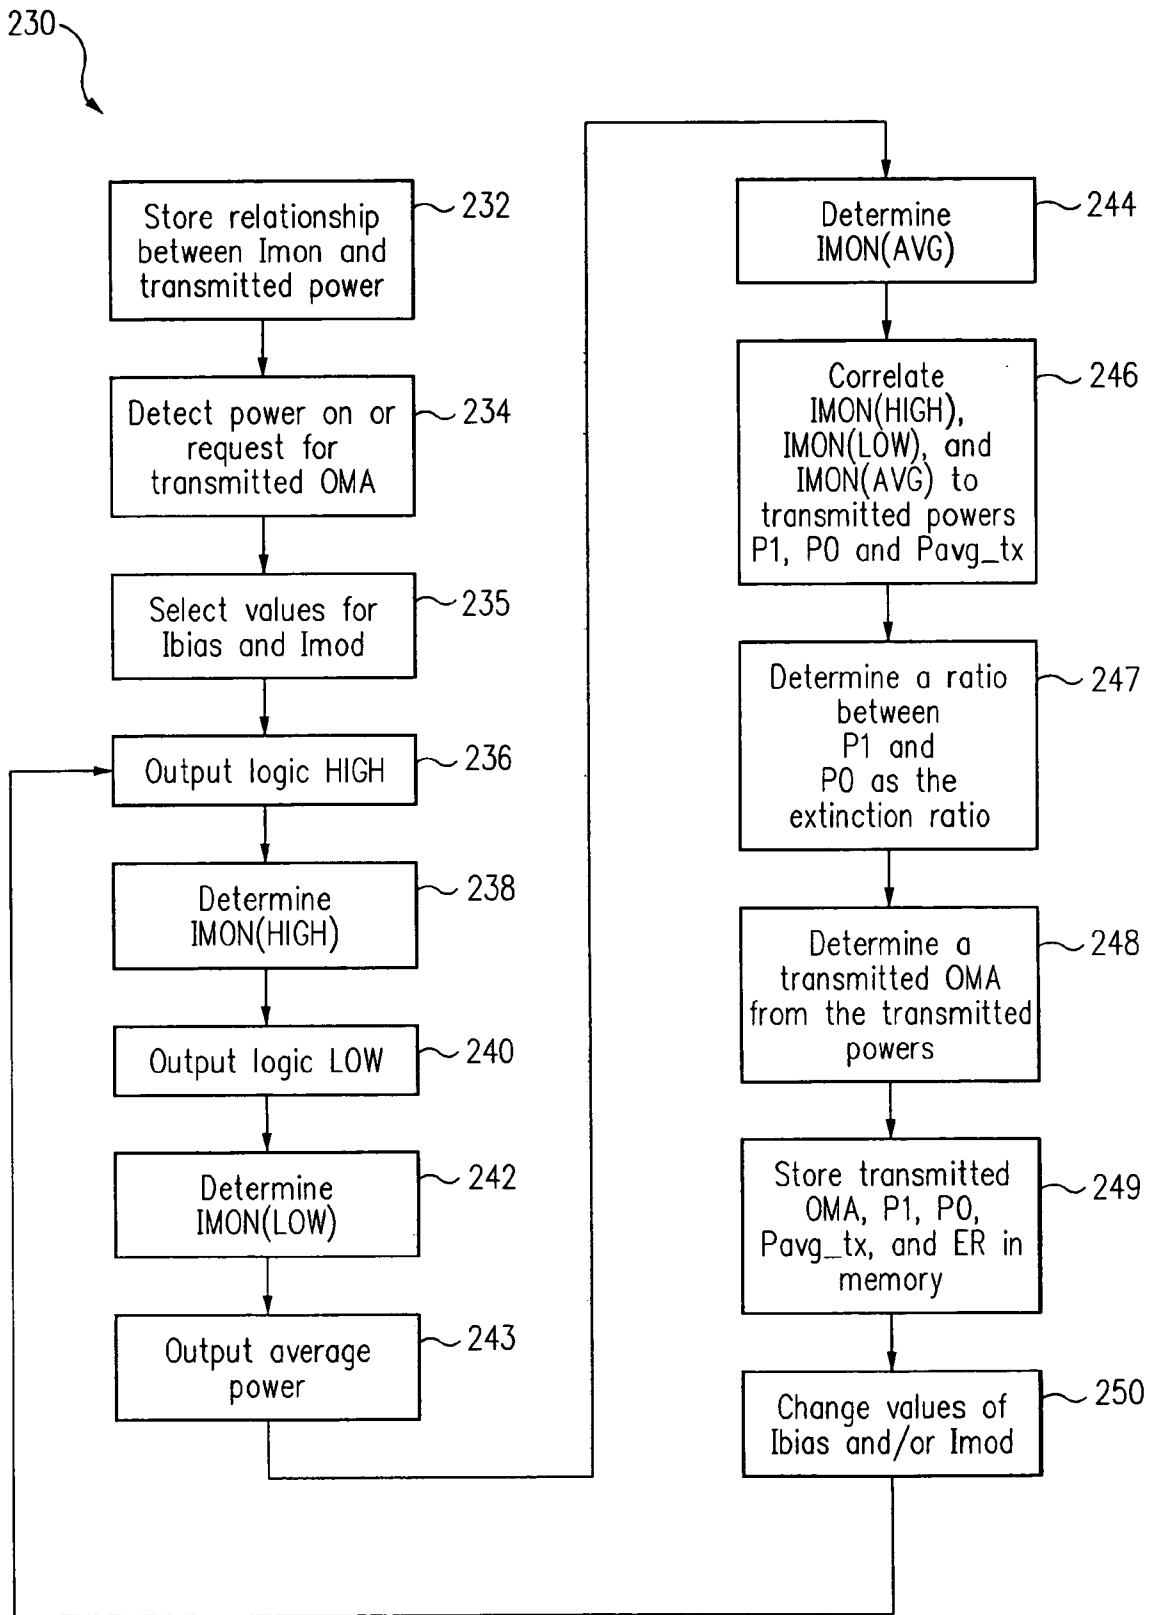 230
Store relationship
between Imon and
transmitted power
232
Detect power on or
request for
transmitted OMA
234
Select values for
Ibias and Imod
235
Output logic HIGH
236
Determine
IMON(HIGH)
238
Output logic LOW
240
Determine
IMON(LOW)
242
Output average
power
243
Determine
IMON(AVG)
244
Correlate
IMON(HIGH),
IMON(LOW), and
IMON(AVG) to
transmitted powers
P1, P0 and Pavg_tx
246
Determine a ratio
between
P1 and
P0 as the
extinction ratio
247
Determine a
transmitted OMA
from the transmitted
powers
248
Store transmitted
OMA, P1, P0,
Pavg_tx, and ER in
memory
249
Change values of
Ibias and/or Imod
250